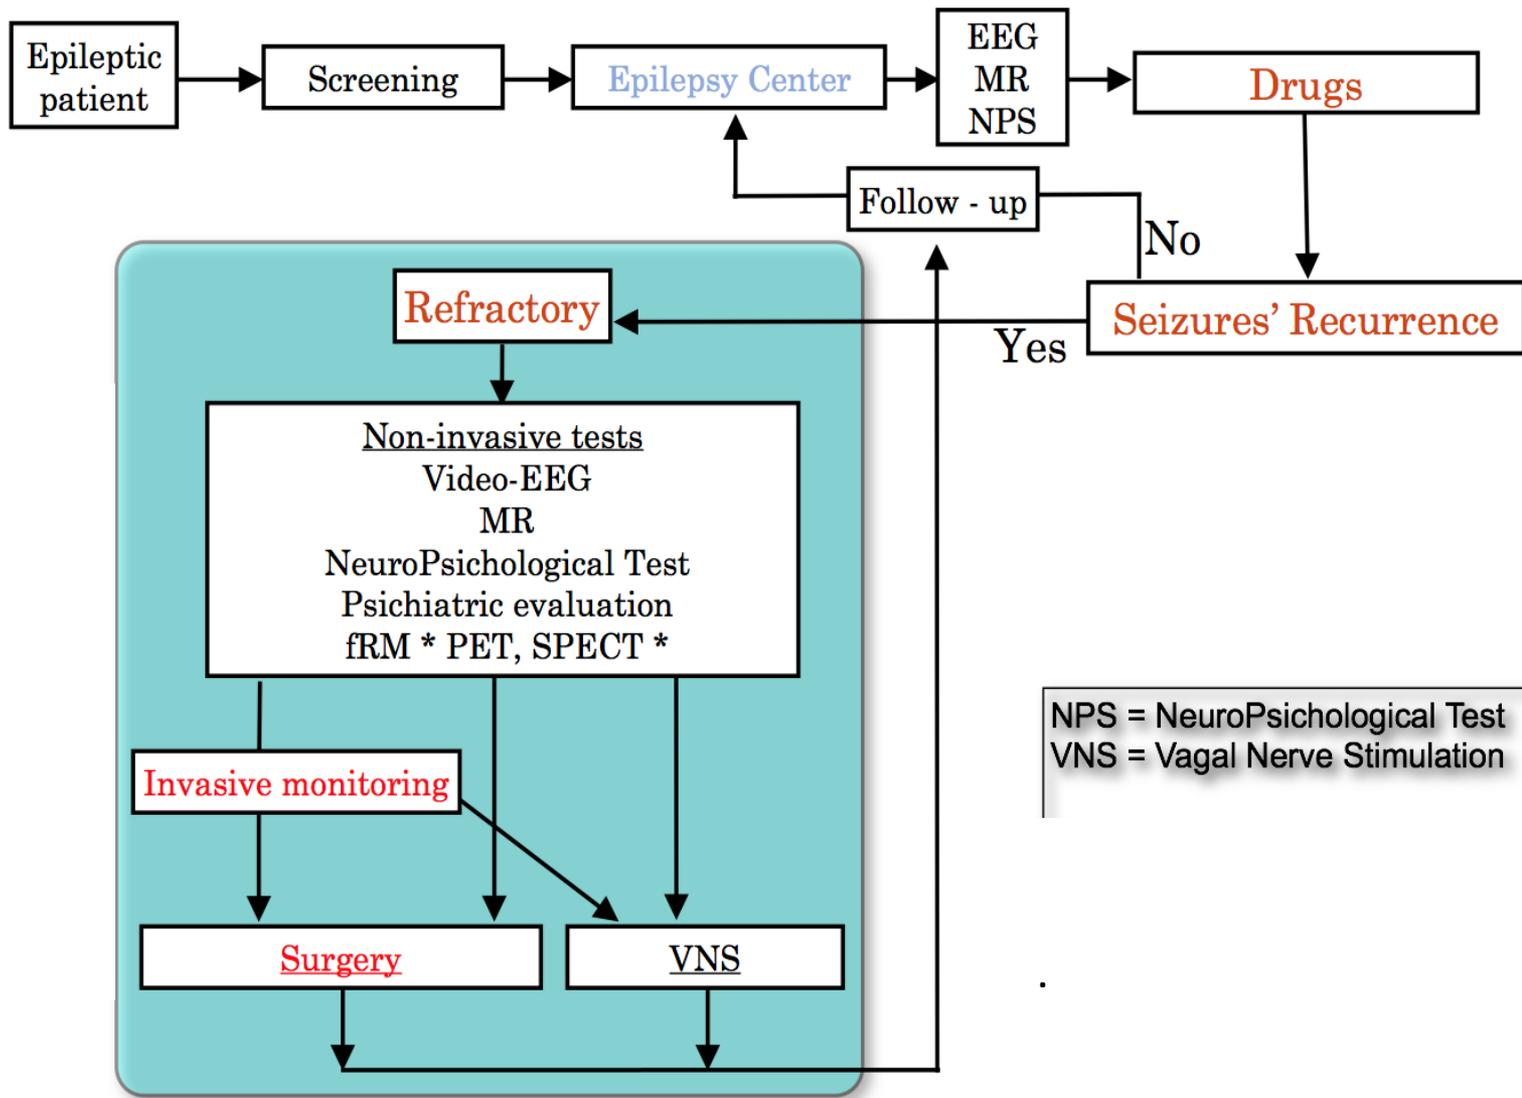 Epileptic
patient
Screening
Epilepsy Center
EEG
MR
NPS
Drugs
Follow - up
No
Seizures’ Recurrence
Yes
Refractory
Non-invasive tests
Video-EEG
MR
NeuroPsichological Test
Psichiatric evaluation
fRM * PET, SPECT *
Invasive monitoring
Surgery
VNS
NPS = NeuroPsichological Test
VNS = Vagal Nerve Stimulation
.